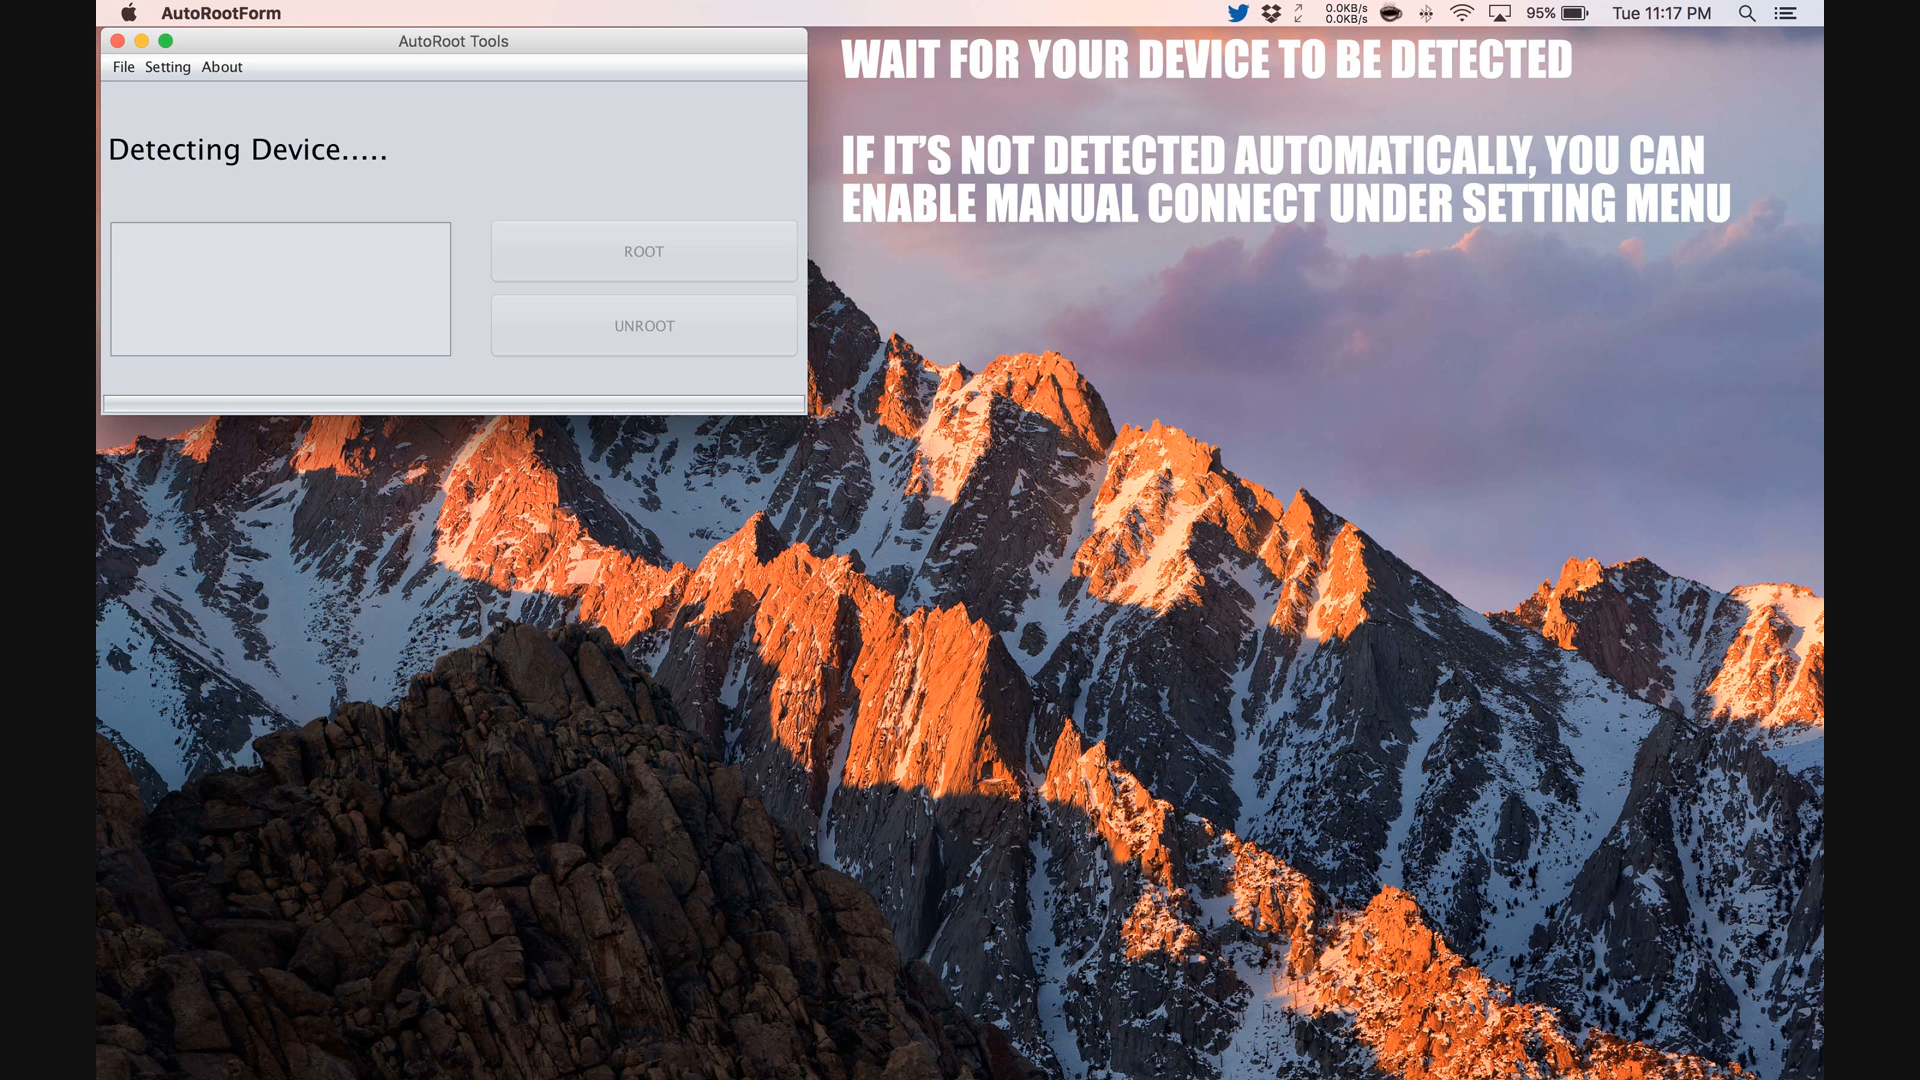 AutoRootForm
0.0KB/s
0.0KB/s
95%
Tue 11:17 PM
AutoRoot Tools
File Setting About
Detecting Device.....
ROOT
UNROOT
WAIT FOR YOUR DEVICE TO BE DETECTED
IF IT'S NOT DETECTED AUTOMATICALLY, YOU CAN
ENABLE MANUAL CONNECT UNDER SETTING MENU